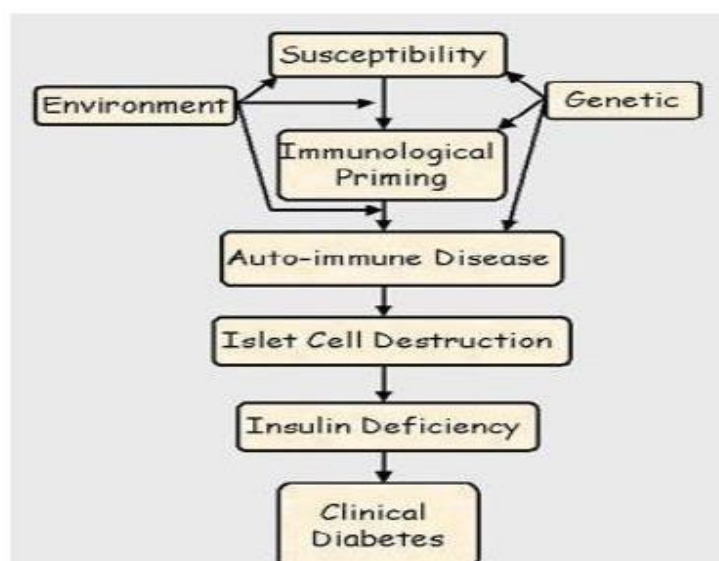 Susceptibility
Environment
Genetic
Immunological
Priming
Auto-immune Disease
Islet Cell Destruction
Insulin Deficiency
Clinical
Diabetes